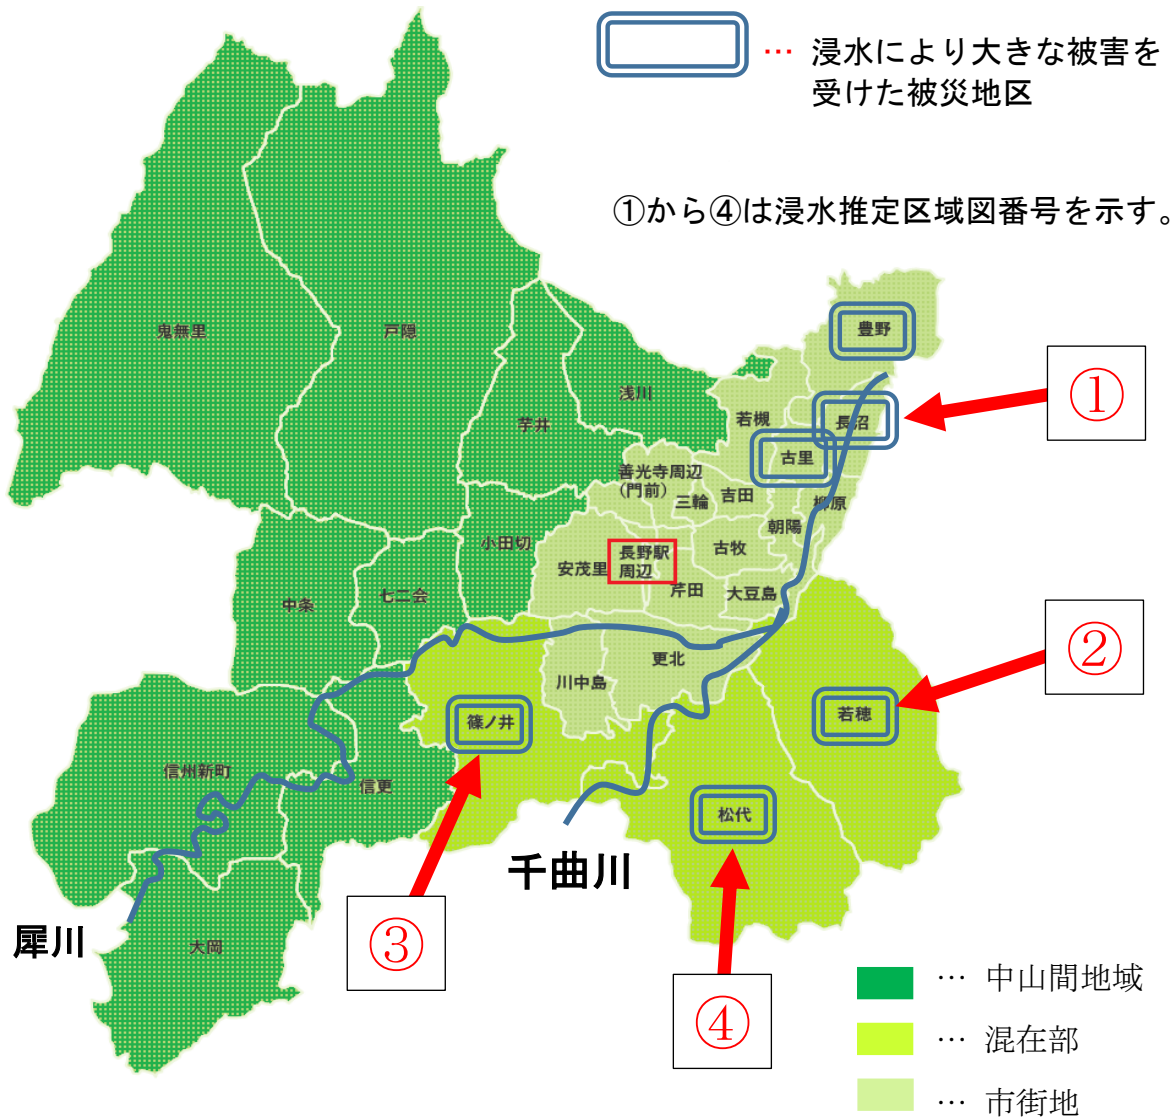 … 浸水により大きな被害を
受けた被災地区
①から④は浸水推定区域図番号を示す。
鬼無里
戸隠
豊野
浅川
芋井
若槻
長沼
①
古里
善光寺周辺
(門前)
三輪
吉田
柳原
朝陽
小田切
長野駅
周辺
古牧
安茂里
芹田
大豆島
中条
七二会
更北
②
川中島
若穂
篠ノ井
信州新町
信更
松代
千曲川
犀川
大岡
③
④
… 中山間地域
… 混在部
… 市街地